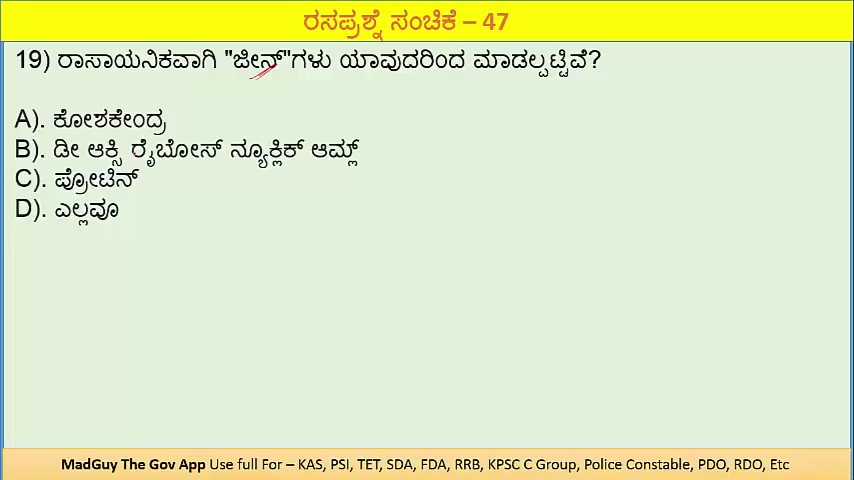 ರಸಪ್ರಶ್ನೆ ಸಂಚಿಕೆ – 47
19) ರಾಸಾಯನಿಕವಾಗಿ "ಜೀನ್"ಗಳು ಯಾವುದರಿಂದ ಮಾಡಲ್ಪಟ್ಟಿವೆ?
A). ಕೋಶಕೇಂದ್ರ
B). ಡೀ ಆಕ್ಸಿ ರೈಬೋಸ್ ನ್ಯೂಕ್ಲಿಕ್ ಆಮ್ಲ್
C). ಪ್ರೋಟಿನ್
D). ಎಲ್ಲವೂ
MadGuy The Gov App Use full For – KAS, PSI, TET, SDA, FDA, RRB, KPSC C Group, Police Constable, PDO, RDO, Etc